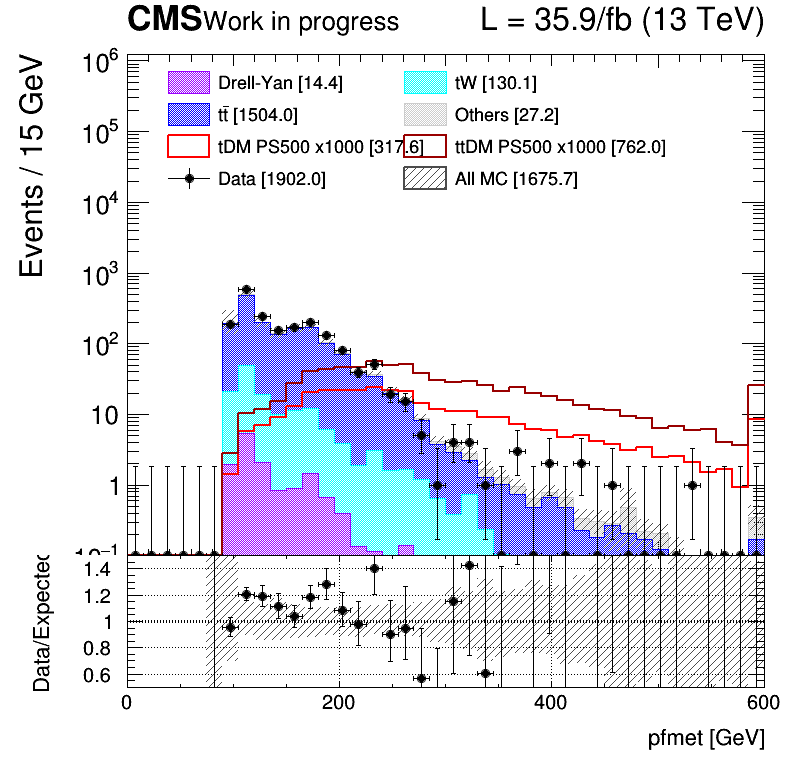 CMS Work in progress L = 35.9/fb (13 TeV)
Events / 15 GeV
10⁶
10⁵
10⁴
10³
10²
10
1
10⁻¹
Drell-Yan [14.4] tW [130.1]
tt̄ [1504.0] Others [27.2]
tDM PS500 x1000 [317.6] ttDM PS500 x1000 [762.0]
Data [1902.0] All MC [1675.7]
Data/Expected
1.4
1.2
1
0.8
0.6
0 200 400 600
pfmet [GeV]